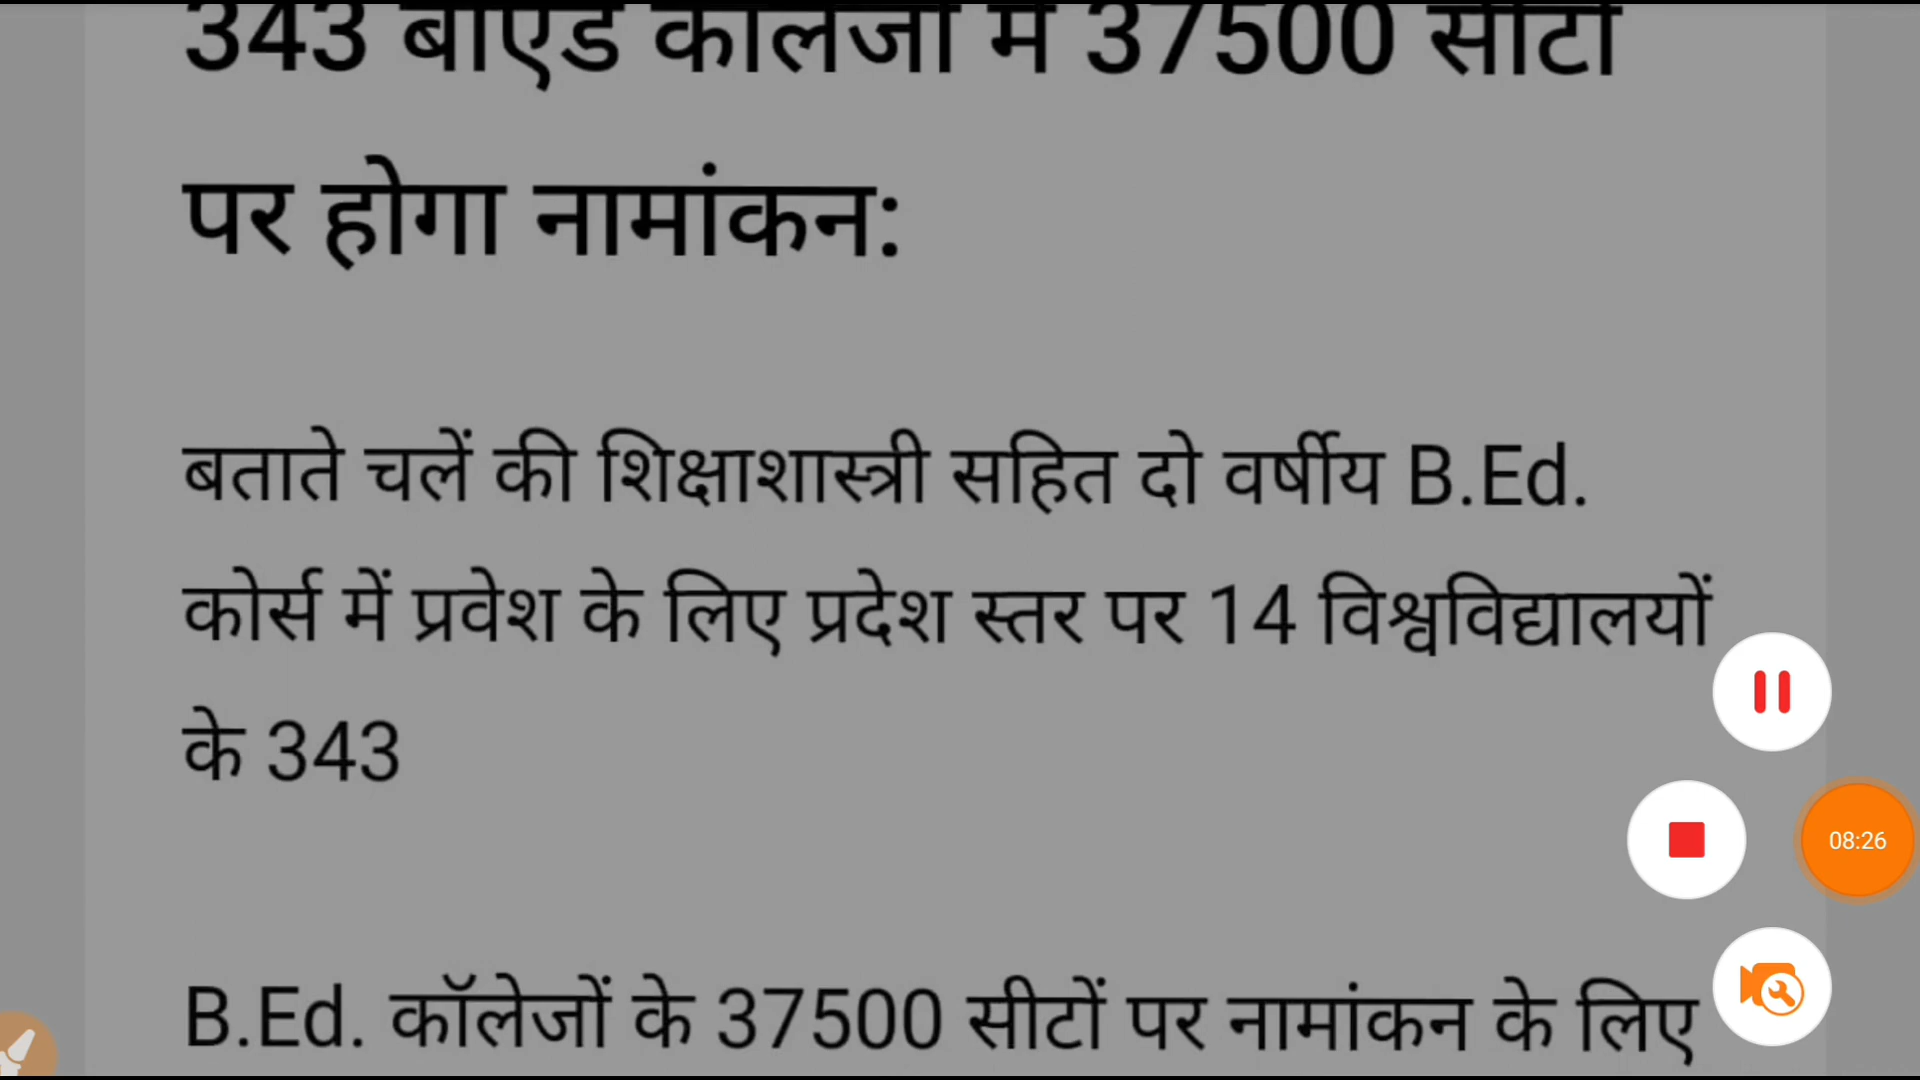 343 बीएड कॉलेजों में 37500 सीटों
पर होगा नामांकन:
बताते चलें की शिक्षाशास्त्री सहित दो वर्षीय B.Ed.
कोर्स में प्रवेश के लिए प्रदेश स्तर पर 14 विश्वविद्यालयों
के 343
B.Ed. कॉलेजों के 37500 सीटों पर नामांकन के लिए
08:26